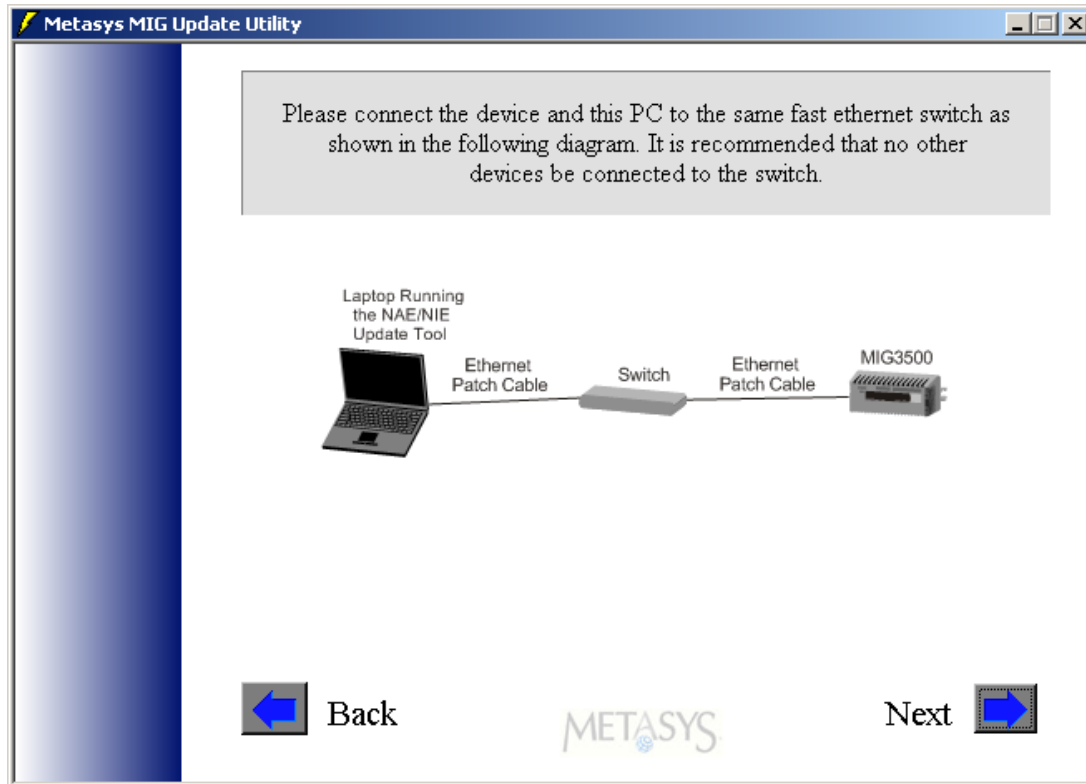 Metasys MIG Update Utility
Please connect the device and this PC to the same fast ethernet switch as
shown in the following diagram. It is recommended that no other
devices be connected to the switch.
Laptop Running
the NAE/NIE
Update Tool
Ethernet
Patch Cable
Switch
Ethernet
Patch Cable
MIG3500
Back
METASYS
Next